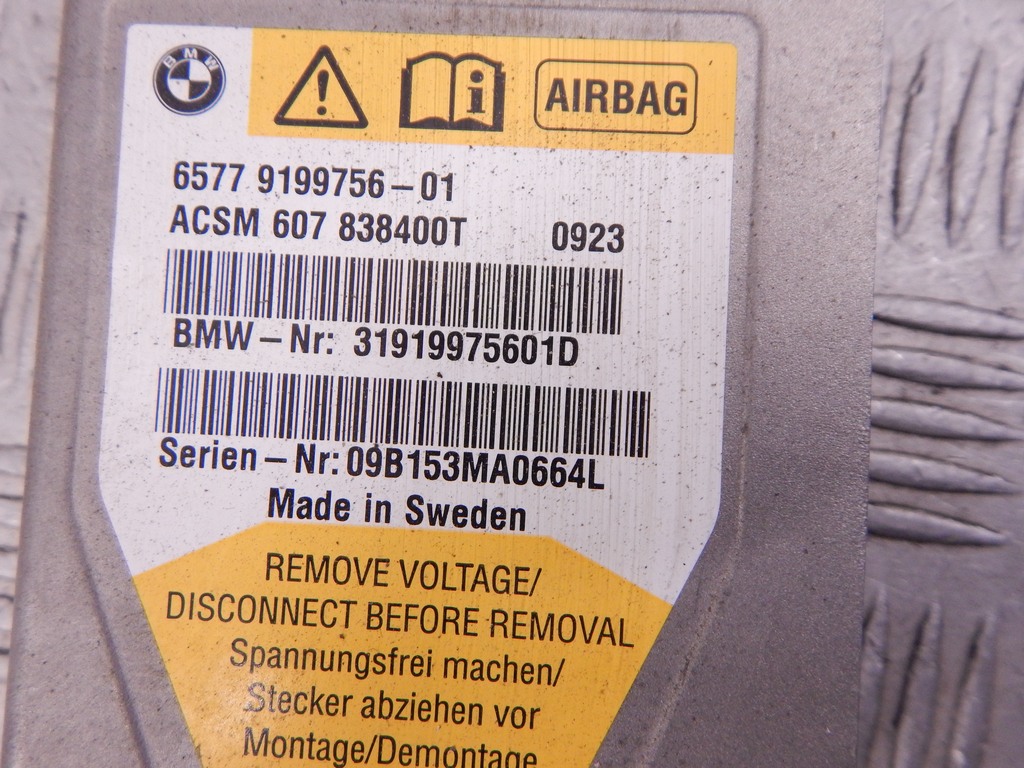 BMW
AIRBAG
6577 9199756-01
ACSM 607 838400T 0923
BMW-Nr: 31919975601D
Serien-Nr: 09B153MA0664L
Made in Sweden
REMOVE VOLTAGE/
DISCONNECT BEFORE REMOVAL
Spannungsfrei machen/
Stecker abziehen vor
Montage/Demontage